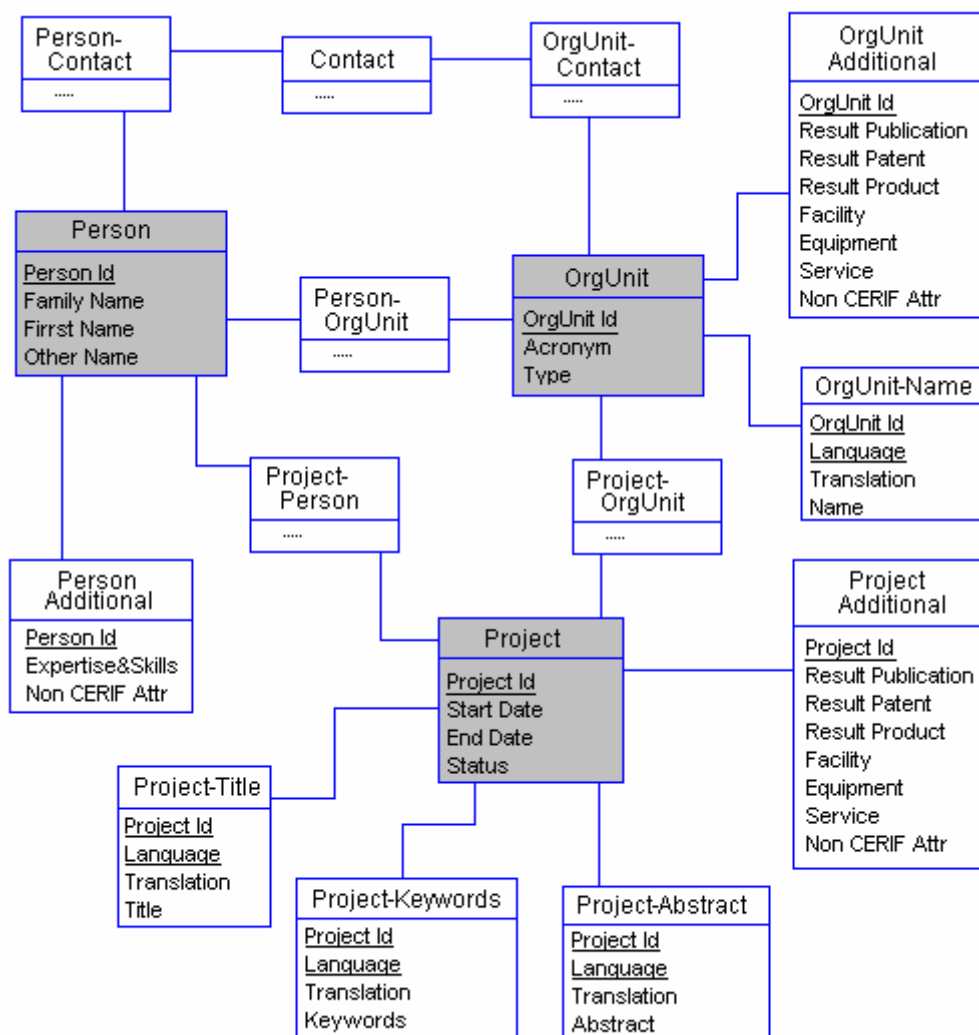 Person-
Contact
.....
Contact
.....
OrgUnit-
Contact
.....
OrgUnit
Additional
OrgUnit Id
Result Publication
Result Patent
Result Product
Facility
Equipment
Service
Non CERIF Attr
Person
Person Id
Family Name
Firrst Name
Other Name
Person-
OrgUnit
.....
OrgUnit
OrgUnit Id
Acronym
Type
OrgUnit-Name
OrgUnit Id
Language
Translation
Name
Project-
Person
.....
Project-
OrgUnit
.....
Person
Additional
Person Id
Expertise&Skills
Non CERIF Attr
Project
Project Id
Start Date
End Date
Status
Project
Additional
Project Id
Result Publication
Result Patent
Result Product
Facility
Equipment
Service
Non CERIF Attr
Project-Title
Project Id
Language
Translation
Title
Project-Keywords
Project Id
Language
Translation
Keywords
Project-Abstract
Project Id
Language
Translation
Abstract